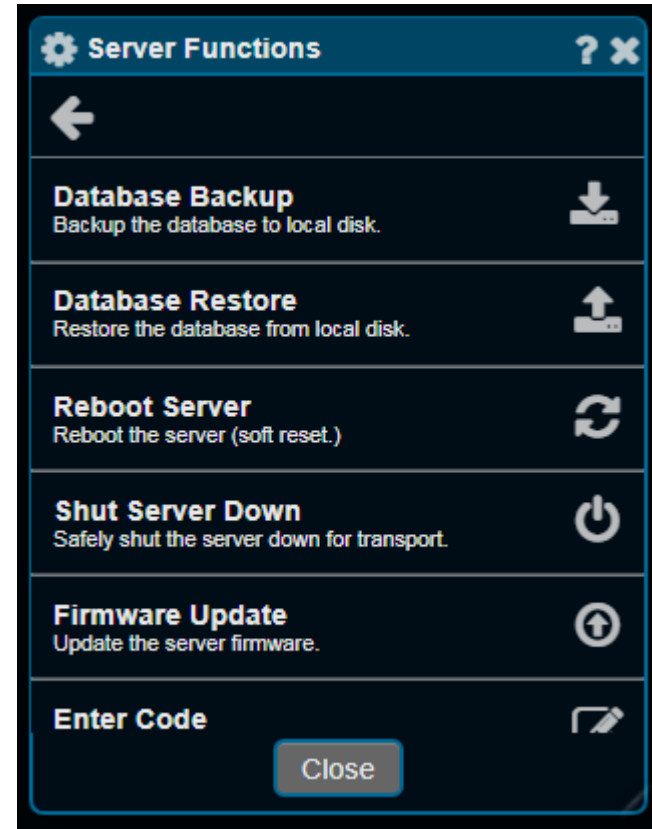 Server Functions ?
Database Backup
Backup the database to local disk.
Database Restore
Restore the database from local disk.
Reboot Server
Reboot the server (soft reset.)
Shut Server Down
Safely shut the server down for transport.
Firmware Update
Update the server firmware.
Enter Code
Close